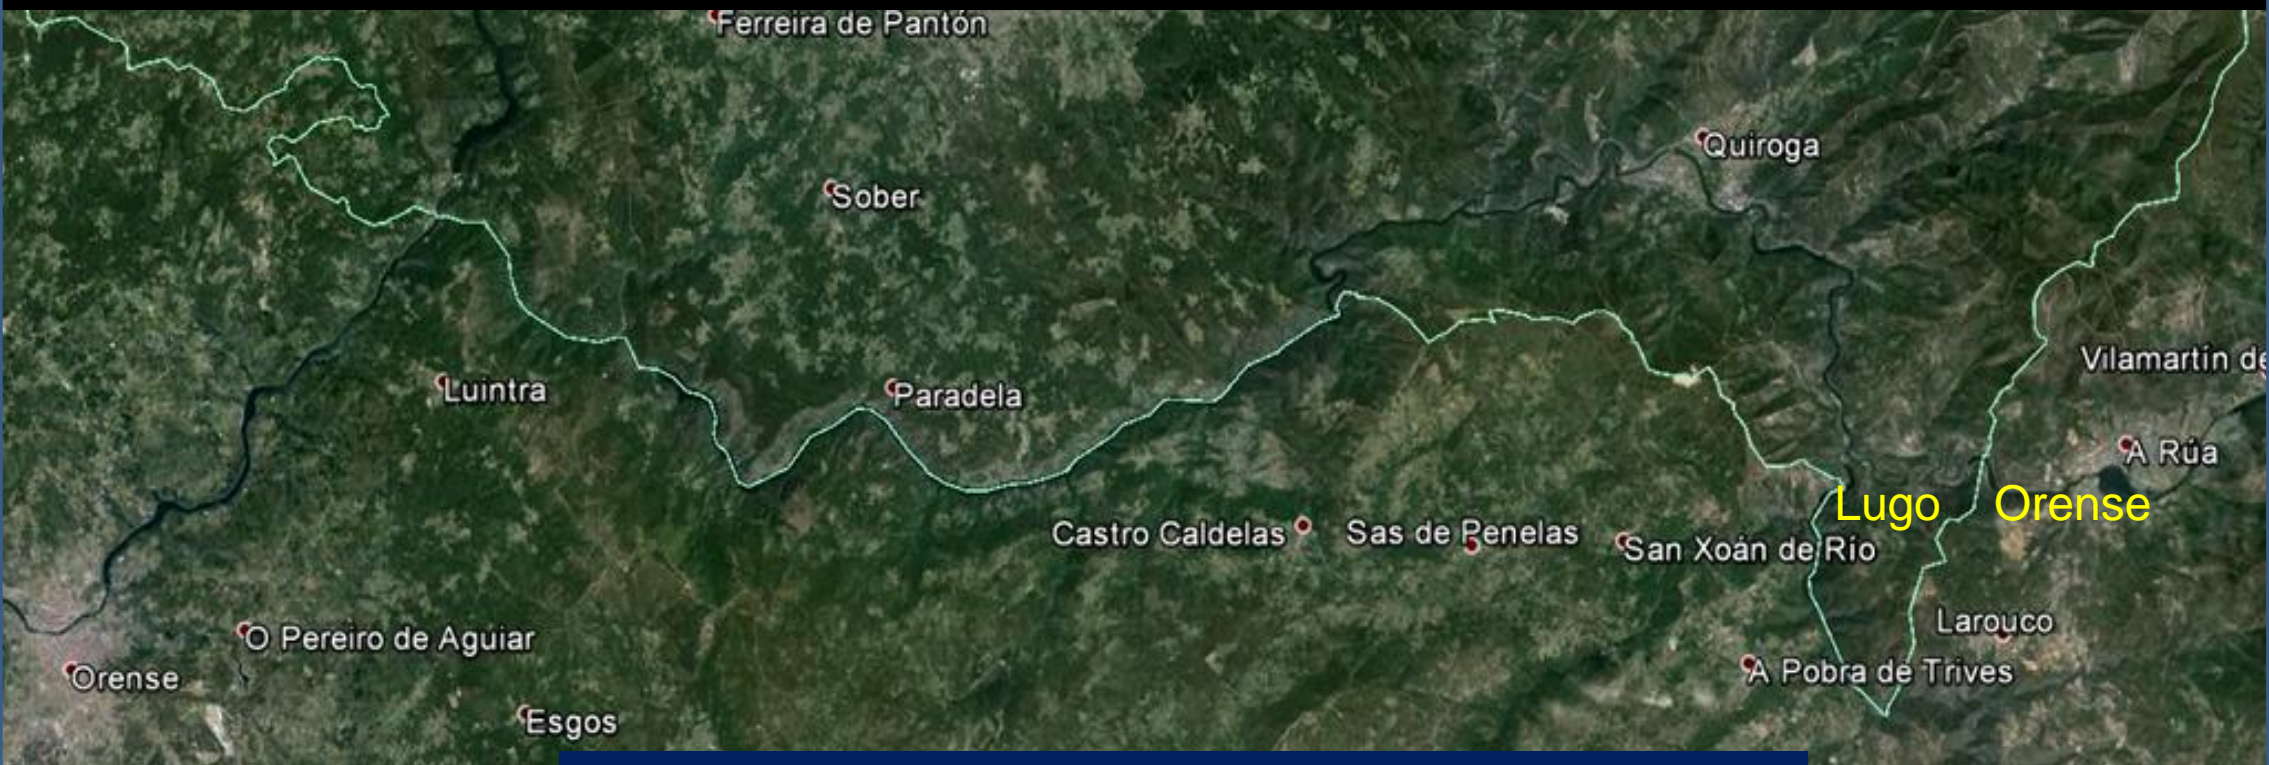 Ferreira de Pantón
Quiroga
Sober
Vilamartín de
Luintra
Paradela
A Rúa
Lugo
Orense
Castro Caldelas
Sas de Penelas
San Xoán de Río
Larouco
O Pereiro de Aguiar
A Pobra de Trives
Orense
Esgos